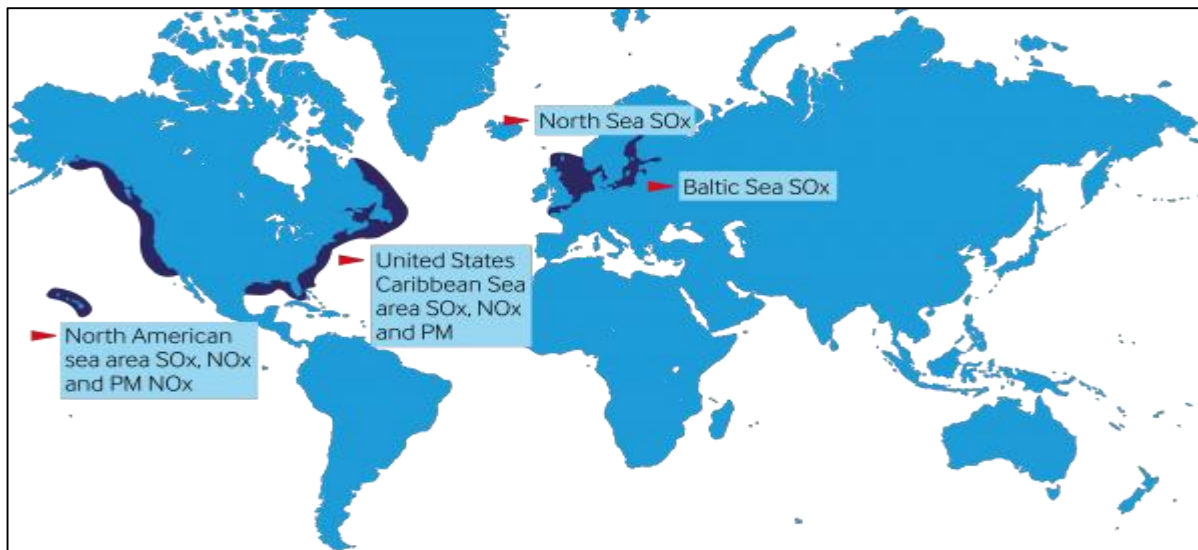 North Sea SOx
Baltic Sea SOx
United States
Caribbean Sea
area SOx, NOx
and PM
North American
sea area SOx, NOx
and PM NOx